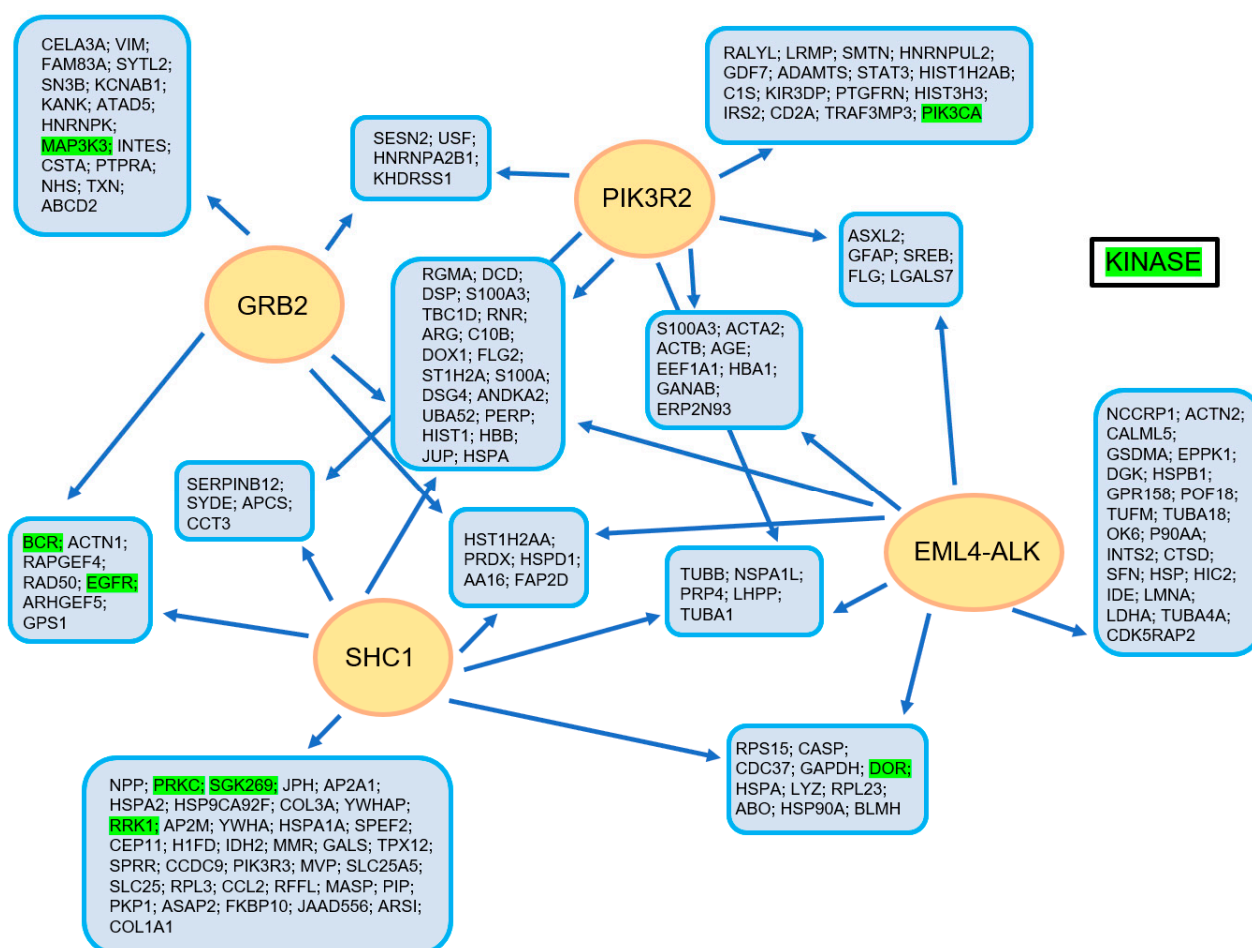 CELA3A; VIM;
FAM83A; SYTL2;
SN3B; KCNAB1;
KANK; ATAD5;
HNRNPK;
MAP3K3; INTES;
CSTA; PTPRA;
NHS; TXN;
ABCD2
SESN2; USF;
HNRNPA2B1;
KHDRSS1
RALYL; LRMP; SMTN; HNRNPUL2;
GDF7; ADAMTS; STAT3; HIST1H2AB;
C1S; KIR3DP; PTGFRN; HIST3H3;
IRS2; CD2A; TRAF3MP3; PIK3CA
PIK3R2
ASXL2;
GFAP; SREB;
FLG; LGALS7
KINASE
GRB2
RGMA; DCD;
DSP; S100A3;
TBC1D; RNR;
ARG; C10B;
DOX1; FLG2;
ST1H2A; S100A;
DSG4; ANDKA2;
UBA52; PERP;
HIST1; HBB;
JUP; HSPA
S100A3; ACTA2;
ACTB; AGE;
EEF1A1; HBA1;
GANAB;
ERP2N93
NCCRP1; ACTN2;
CALML5;
GSDMA; EPPK1;
DGK; HSPB1;
GPR158; POF18;
TUFM; TUBA18;
OK6; P90AA;
INTS2; CTSD;
SFN; HSP; HIC2;
IDE; LMNA;
LDHA; TUBA4A;
CDK5RAP2
SERPINB12;
SYDE; APCS;
CCT3
BCR; ACTN1;
RAPGEF4;
RAD50; EGFR;
ARHGEF5;
GPS1
HST1H2AA;
PRDX; HSPD1;
AA16; FAP2D
TUBB; NSPA1L;
PRP4; LHPP;
TUBA1
EML4-ALK
SHC1
NPP; PRKC; SGK269; JPH; AP2A1;
HSPA2; HSP9CA92F; COL3A; YWHAP;
RRK1; AP2M; YWHA; HSPA1A; SPEF2;
CEP11; H1FD; IDH2; MMR; GALS; TPX12;
SPRR; CCDC9; PIK3R3; MVP; SLC25A5;
SLC25; RPL3; CCL2; RFFL; MASP; PIP;
PKP1; ASAP2; FKBP10; JAAD556; ARSI;
COL1A1
RPS15; CASP;
CDC37; GAPDH; DOR;
HSPA; LYZ; RPL23;
ABO; HSP90A; BLMH